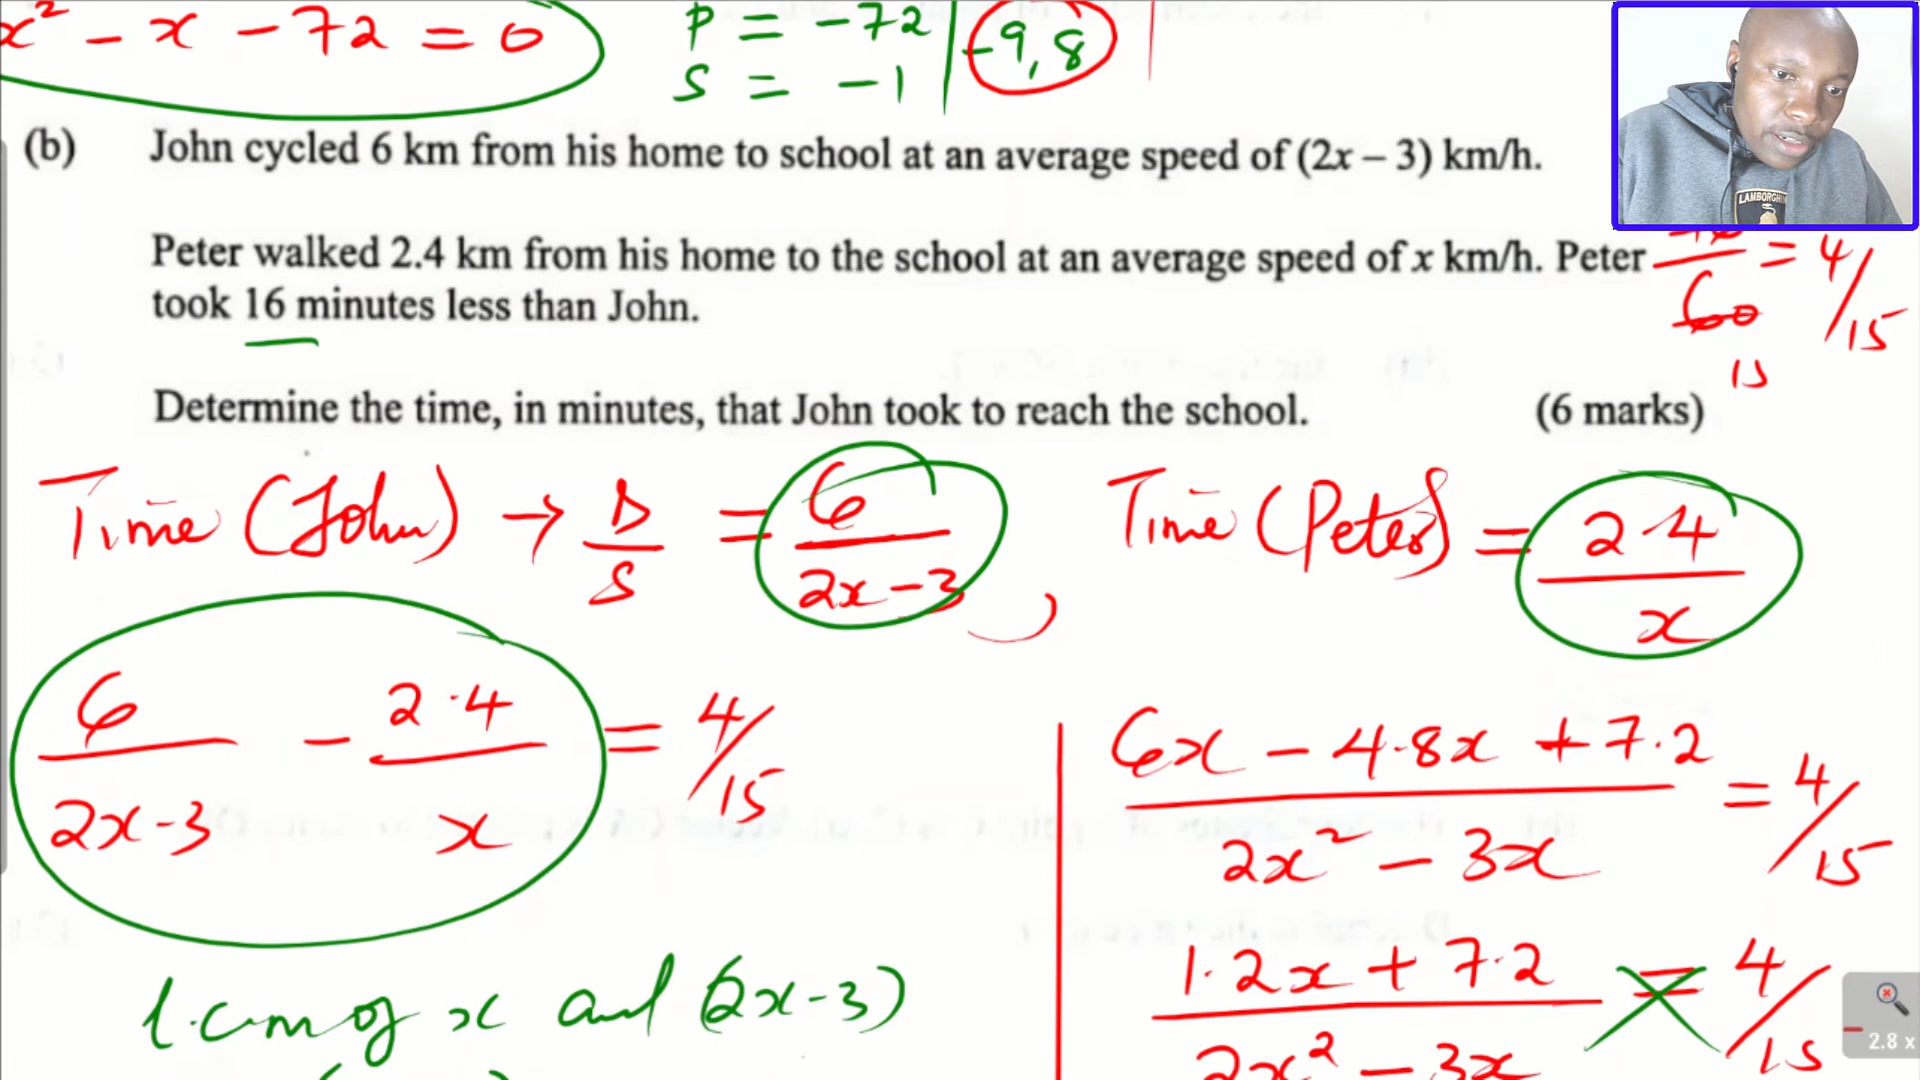 x² - x - 72 = 0
P = -72
-9, 8
S = -1
(b) John cycled 6 km from his home to school at an average speed of (2x – 3) km/h.
Peter walked 2.4 km from his home to the school at an average speed of x km/h. Peter
took 16 minutes less than John.
/60 = 4/15
15
Determine the time, in minutes, that John took to reach the school. (6 marks)
Time (John) → D/S = 6/(2x-3) , Time (Peter) = 2.4/x
6/(2x-3) - 2.4/x = 4/15
l.c.m of x and (2x-3)
(6x - 4.8x + 7.2)/(2x² - 3x) = 4/15
(1.2x + 7.2)/(2x² - 3x) = 4/15
LAMBORGHINI
2.8 x